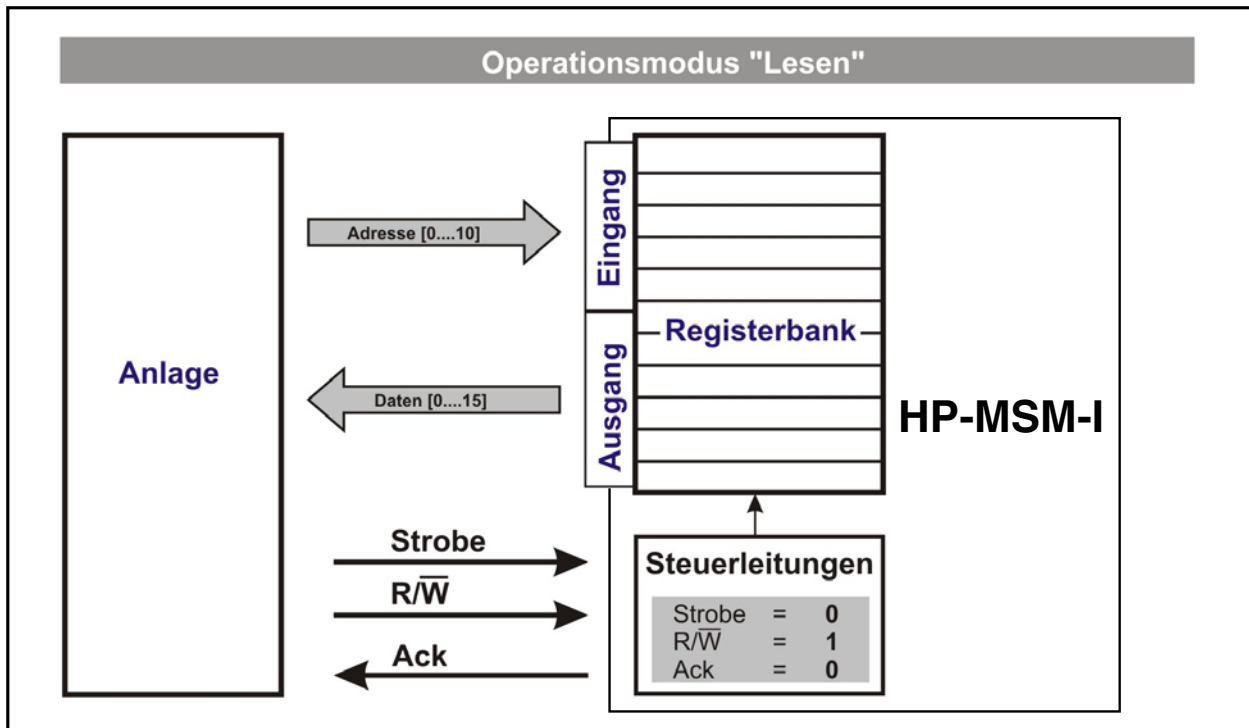 Operationsmodus "Lesen"
Anlage
Adresse [0....10]
Daten [0....15]
Eingang
Ausgang
Registerbank
HP-MSM-I
Strobe
R/W̅
Ack
Steuerleitungen
Strobe = 0
R/W̅ = 1
Ack = 0